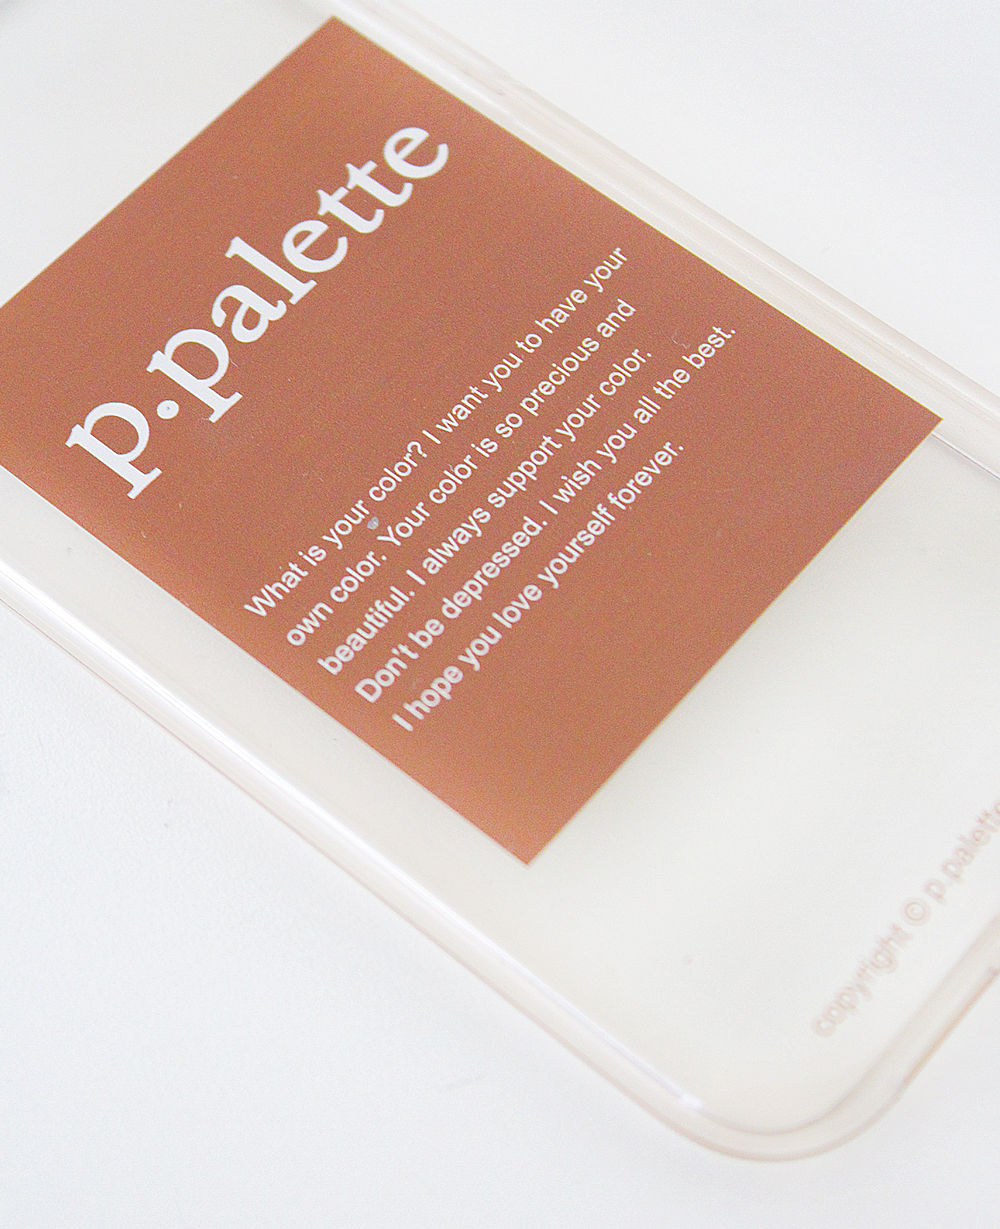 p.palette
What is your color? I want you to have your
own color. Your color is so precious and
beautiful. I always support your color.
Don't be depressed. I wish you all the best.
I hope you love yourself forever.
copyright © p.palette